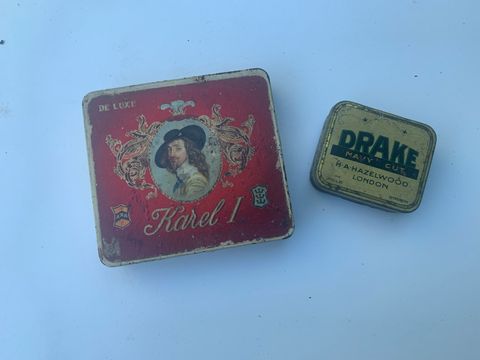 DE LUXE
Karel I
DRAKE
NAVY CUT
H.A.HAZELWOOD
LONDON